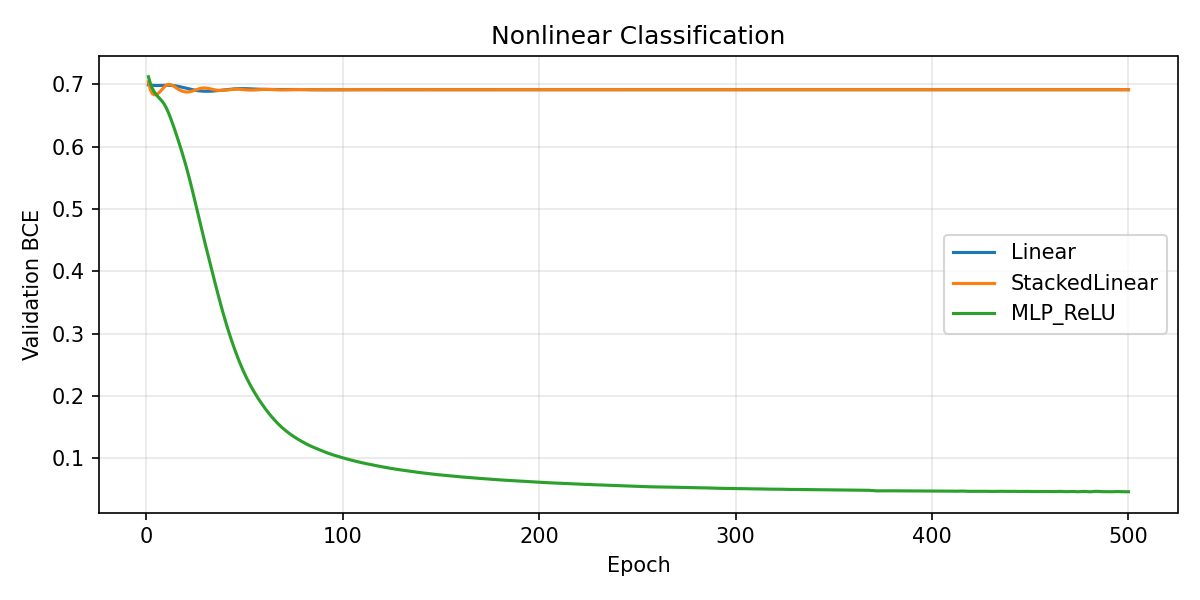 Nonlinear Classification
Validation BCE
0.7
0.6
0.5
0.4
0.3
0.2
0.1
Linear
StackedLinear
MLP_ReLU
0 100 200 300 400 500
Epoch